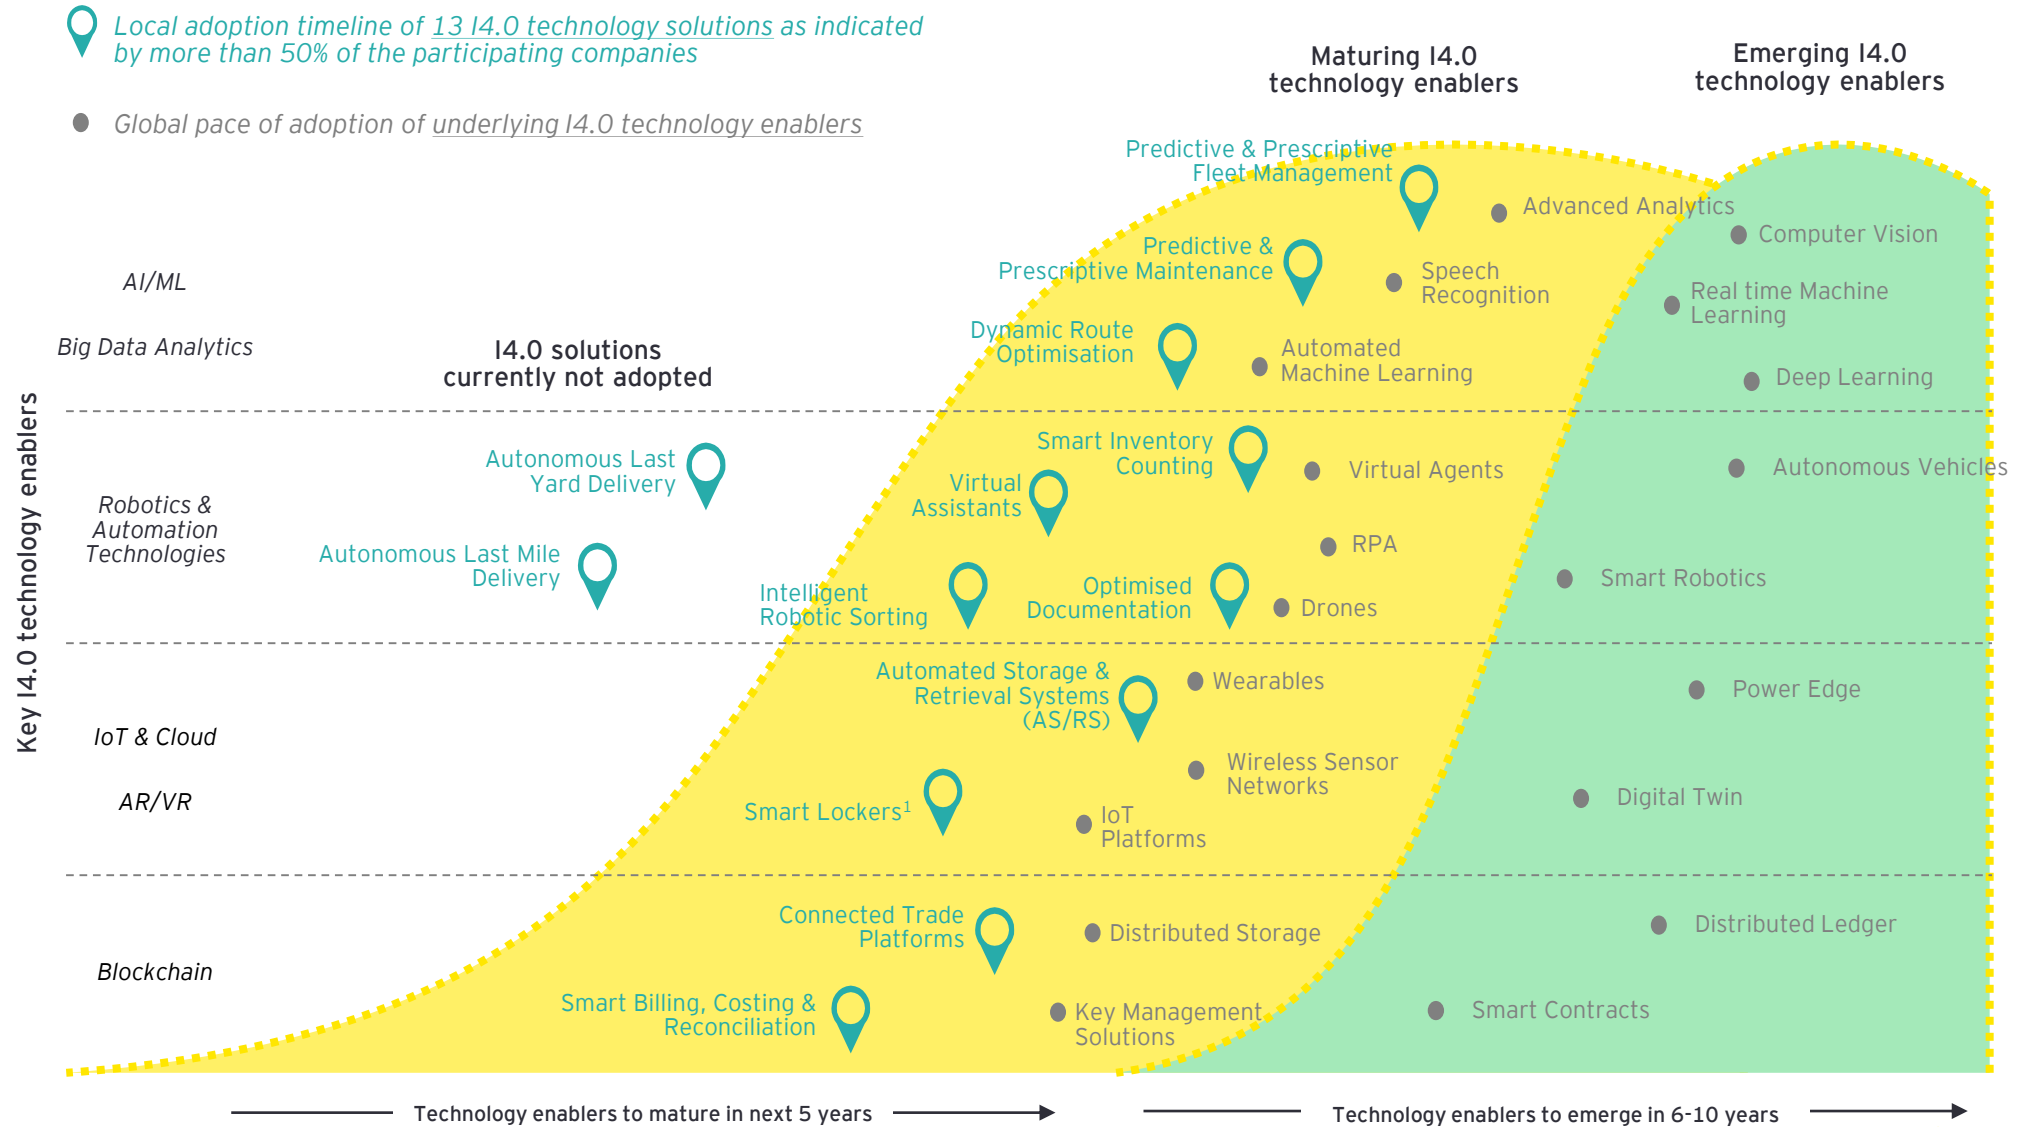 Local adoption timeline of 13 I4.0 technology solutions as indicated
by more than 50% of the participating companies
Global pace of adoption of underlying I4.0 technology enablers
Maturing I4.0
technology enablers
Emerging I4.0
technology enablers
Key I4.0 technology enablers
AI/ML
Big Data Analytics
I4.0 solutions
currently not adopted
Predictive & Prescriptive
Fleet Management
Advanced Analytics
Computer Vision
Predictive &
Prescriptive Maintenance
Speech
Recognition
Real time Machine
Learning
Dynamic Route
Optimisation
Automated
Machine Learning
Deep Learning
Robotics &
Automation
Technologies
Autonomous Last
Yard Delivery
Autonomous Last Mile
Delivery
Smart Inventory
Counting
Virtual
Assistants
Virtual Agents
Autonomous Vehicles
RPA
Intelligent
Robotic Sorting
Optimised
Documentation
Drones
Smart Robotics
IoT & Cloud
AR/VR
Automated Storage &
Retrieval Systems
(AS/RS)
Wearables
Power Edge
Wireless Sensor
Networks
Smart Lockers¹
IoT
Platforms
Digital Twin
Blockchain
Connected Trade
Platforms
Distributed Storage
Distributed Ledger
Smart Billing, Costing &
Reconciliation
Key Management
Solutions
Smart Contracts
Technology enablers to mature in next 5 years
Technology enablers to emerge in 6-10 years